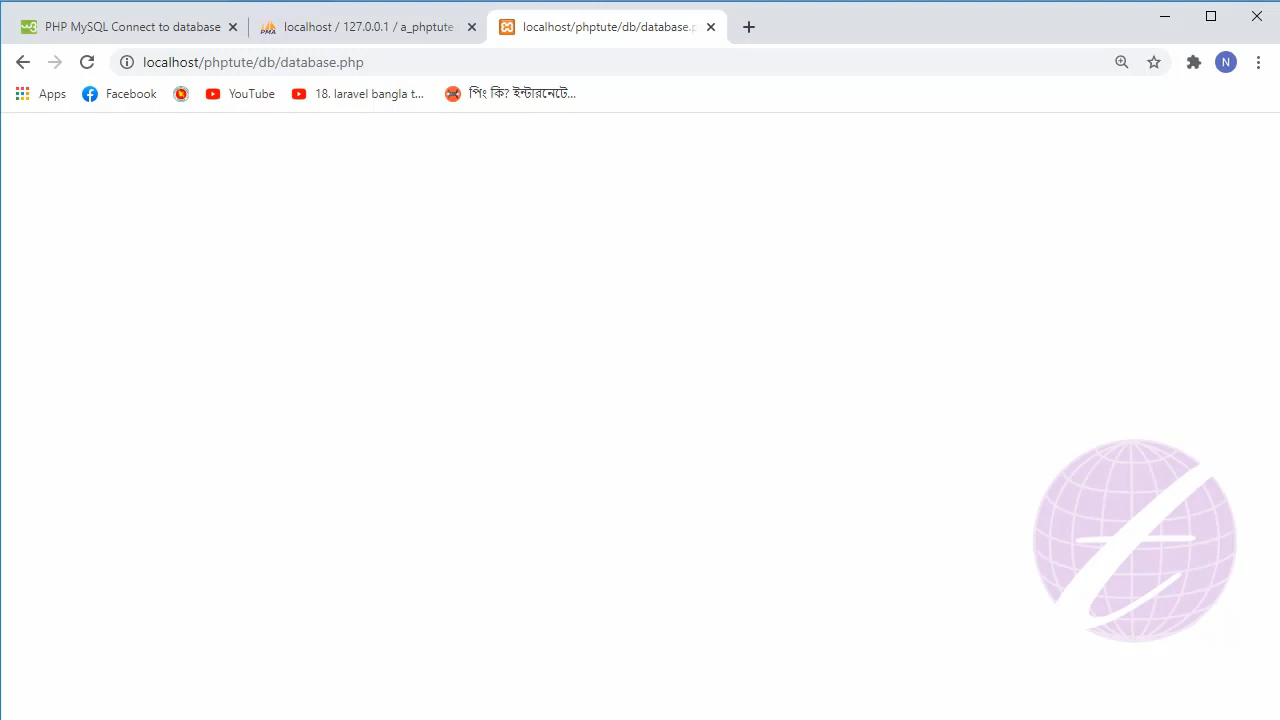 PHP MySQL Connect to database
localhost / 127.0.0.1 / a_phptute
localhost/phptute/db/database.p
localhost/phptute/db/database.php
N
Apps
Facebook
YouTube
18. laravel bangla t...
পিং কি? ইন্টারনেটে...